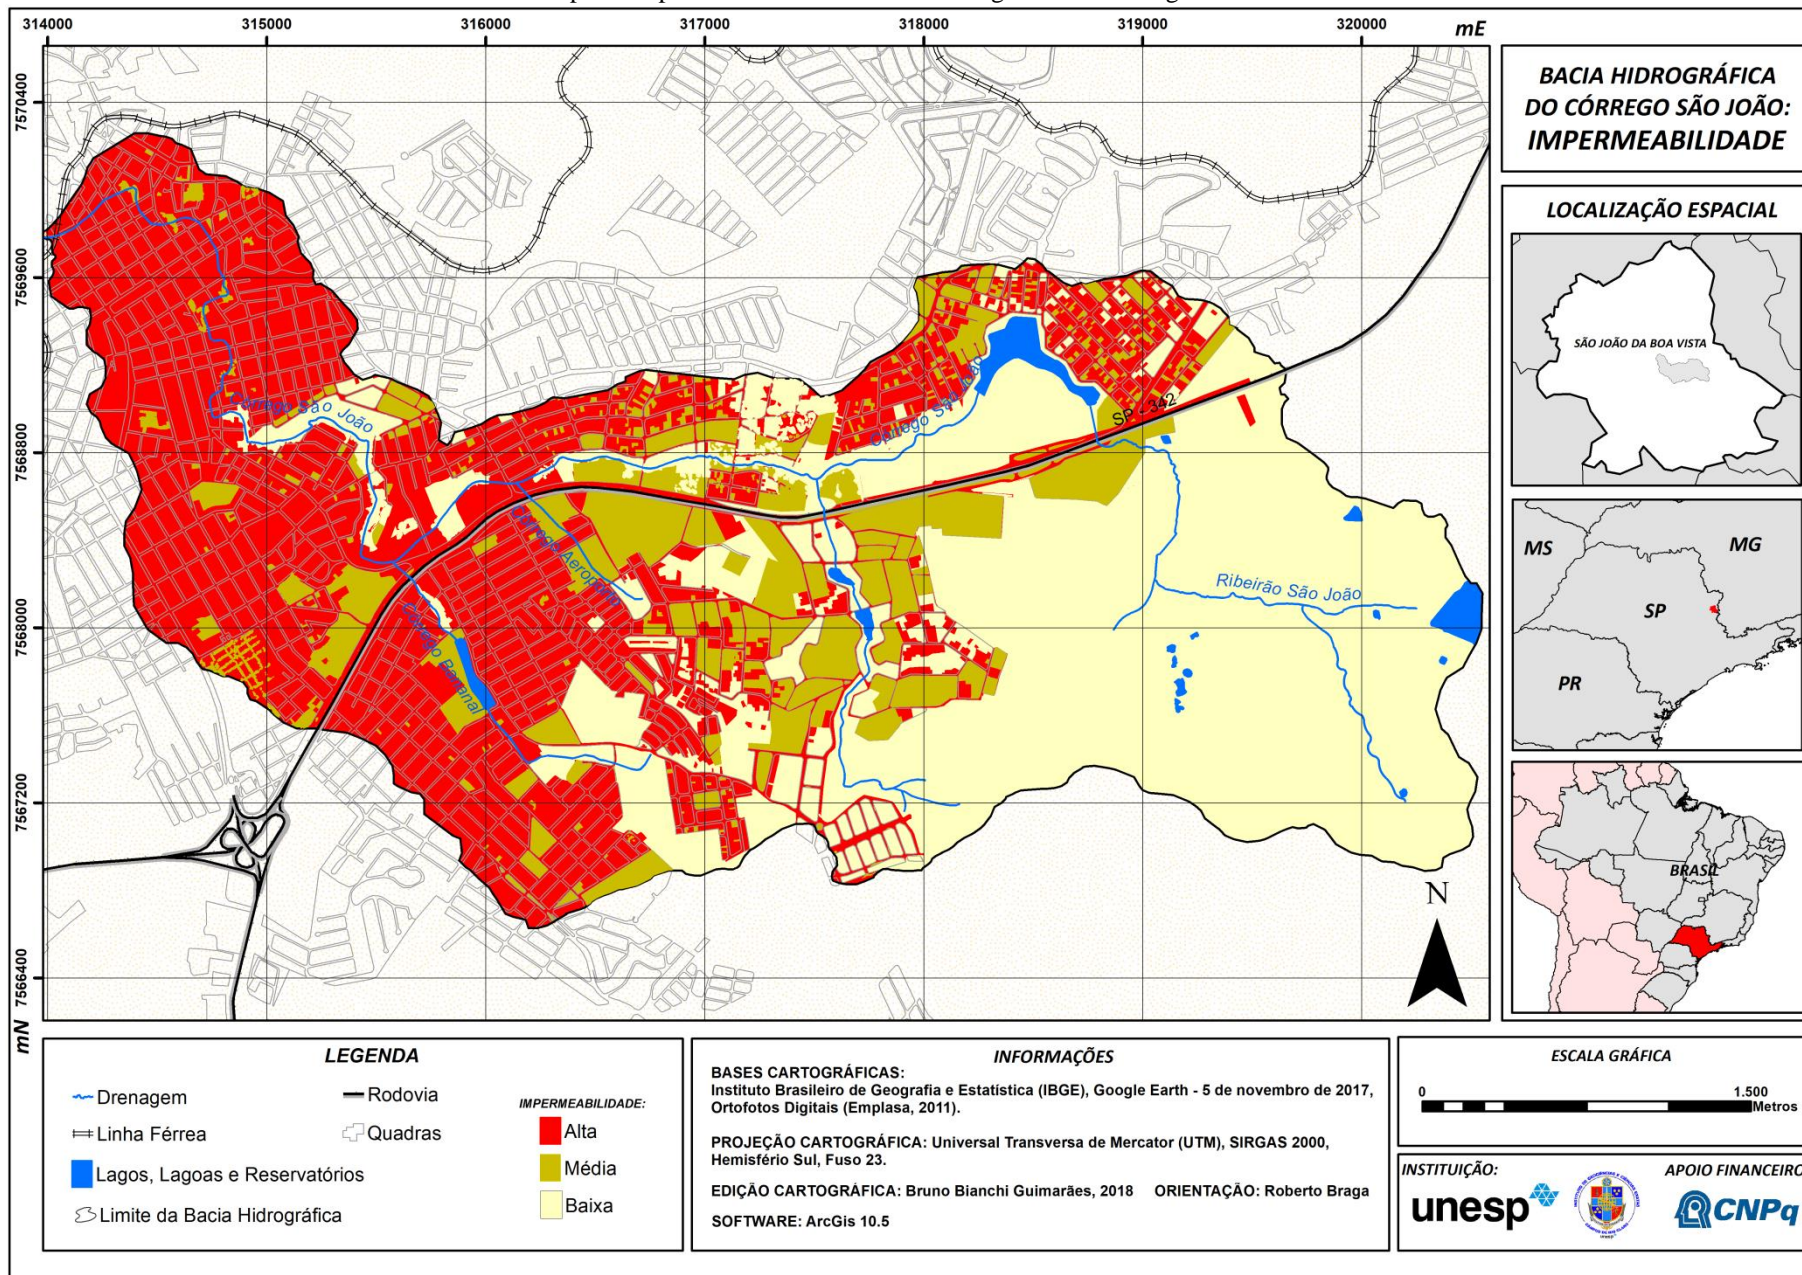 314000 315000 316000 317000 318000 319000 320000
mE
7570400
7569600
7568800
7568000
7567200
7566400
mN
Córrego São João
Córrego São João
SP - 342
Córrego Aeroporto
Córrego Bananal
Ribeirão São João
N
BACIA HIDROGRÁFICA
DO CÓRREGO SÃO JOÃO:
IMPERMEABILIDADE
LOCALIZAÇÃO ESPACIAL
SÃO JOÃO DA BOA VISTA
MS
MG
SP
PR
BRASIL
LEGENDA
Drenagem
Linha Férrea
Lagos, Lagoas e Reservatórios
Limite da Bacia Hidrográfica
Rodovia
Quadras
IMPERMEABILIDADE:
Alta
Média
Baixa
INFORMAÇÕES
BASES CARTOGRÁFICAS:
Instituto Brasileiro de Geografia e Estatística (IBGE), Google Earth - 5 de novembro de 2017,
Ortofotos Digitais (Emplasa, 2011).
PROJEÇÃO CARTOGRÁFICA: Universal Transversa de Mercator (UTM), SIRGAS 2000,
Hemisfério Sul, Fuso 23.
EDIÇÃO CARTOGRÁFICA: Bruno Bianchi Guimarães, 2018 ORIENTAÇÃO: Roberto Braga
SOFTWARE: ArcGis 10.5
ESCALA GRÁFICA
0 1.500
Metros
INSTITUIÇÃO: APOIO FINANCEIRO
unesp
unesp
CNPq